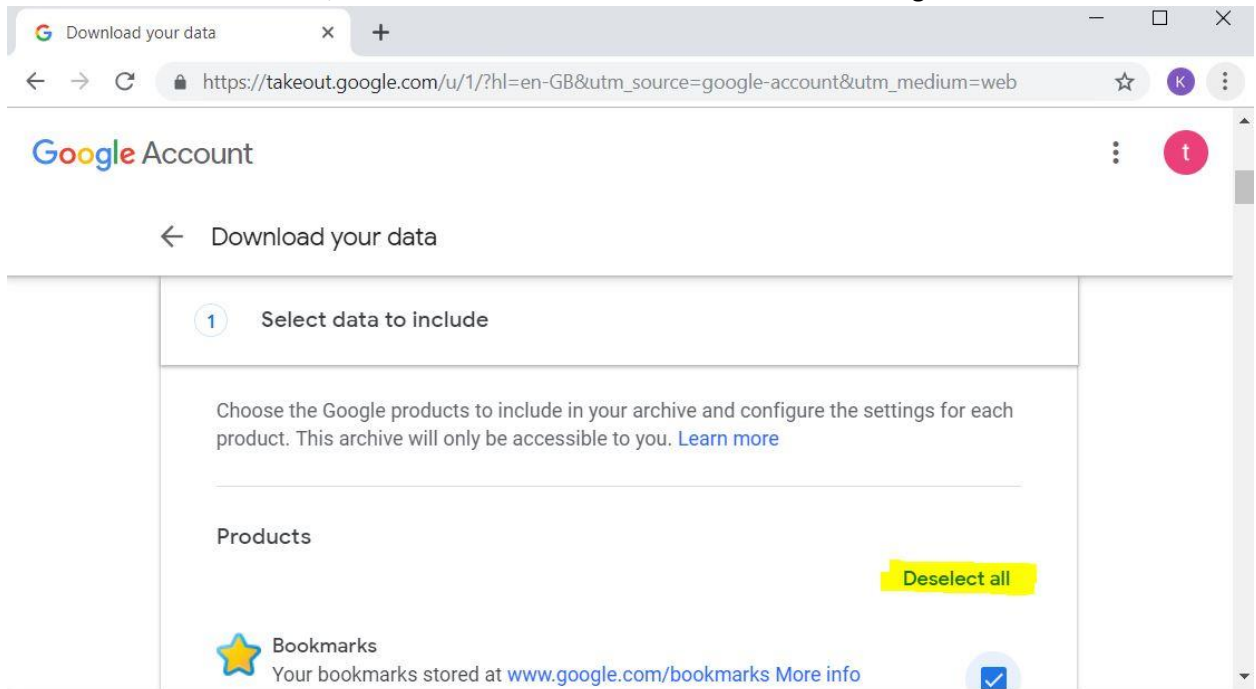 Download your data
https://takeout.google.com/u/1/?hl=en-GB&utm_source=google-account&utm_medium=web
K
Google Account
t
Download your data
1 Select data to include
Choose the Google products to include in your archive and configure the settings for each
product. This archive will only be accessible to you. Learn more
Products
Deselect all
Bookmarks
Your bookmarks stored at www.google.com/bookmarks More info